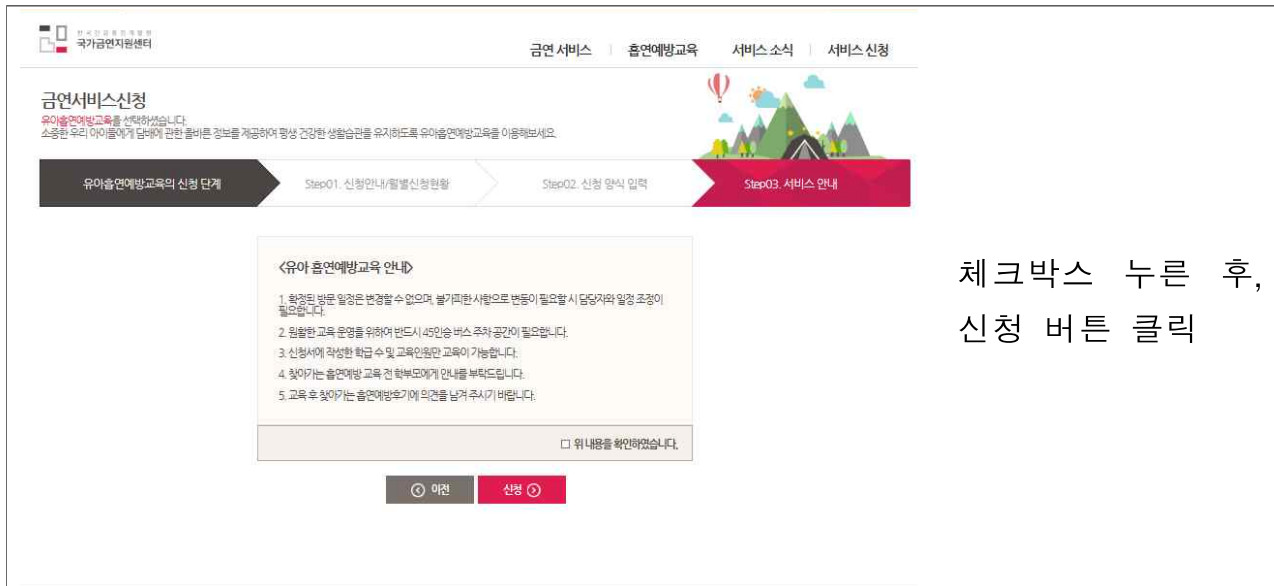 국가금연지원센터
금연 서비스 | 흡연예방교육 서비스 소식 | 서비스 신청
금연서비스신청
유아흡연예방교육을 선택하셨습니다.
소중한 우리 아이들에게 담배에 관한 올바른 정보를 제공하여 평생 건강한 생활습관을 유지하도록 유아흡연예방교육을 이용해보세요.
유아흡연예방교육의 신청 단계 Step01. 신청안내/월별신청현황 Step02. 신청 양식 입력 Step03. 서비스 안내
<유아 흡연예방교육 안내>
1. 확정된 방문 일정은 변경할 수 없으며, 불가피한 사항으로 변동이 필요할 시 담당자와 일정 조정이
필요합니다.
2. 원활한 교육 운영을 위하여 반드시 45인승 버스 주차 공간이 필요합니다.
3. 신청서에 작성한 학급 수 및 교육인원만 교육이 가능합니다.
4. 찾아가는 흡연예방 교육 전 학부모에게 안내를 부탁드립니다.
5. 교육 후 찾아가는 흡연예방후기에 의견을 남겨 주시기 바랍니다.
위 내용을 확인하였습니다.
이전 신청
체크박스 누른 후,
신청 버튼 클릭